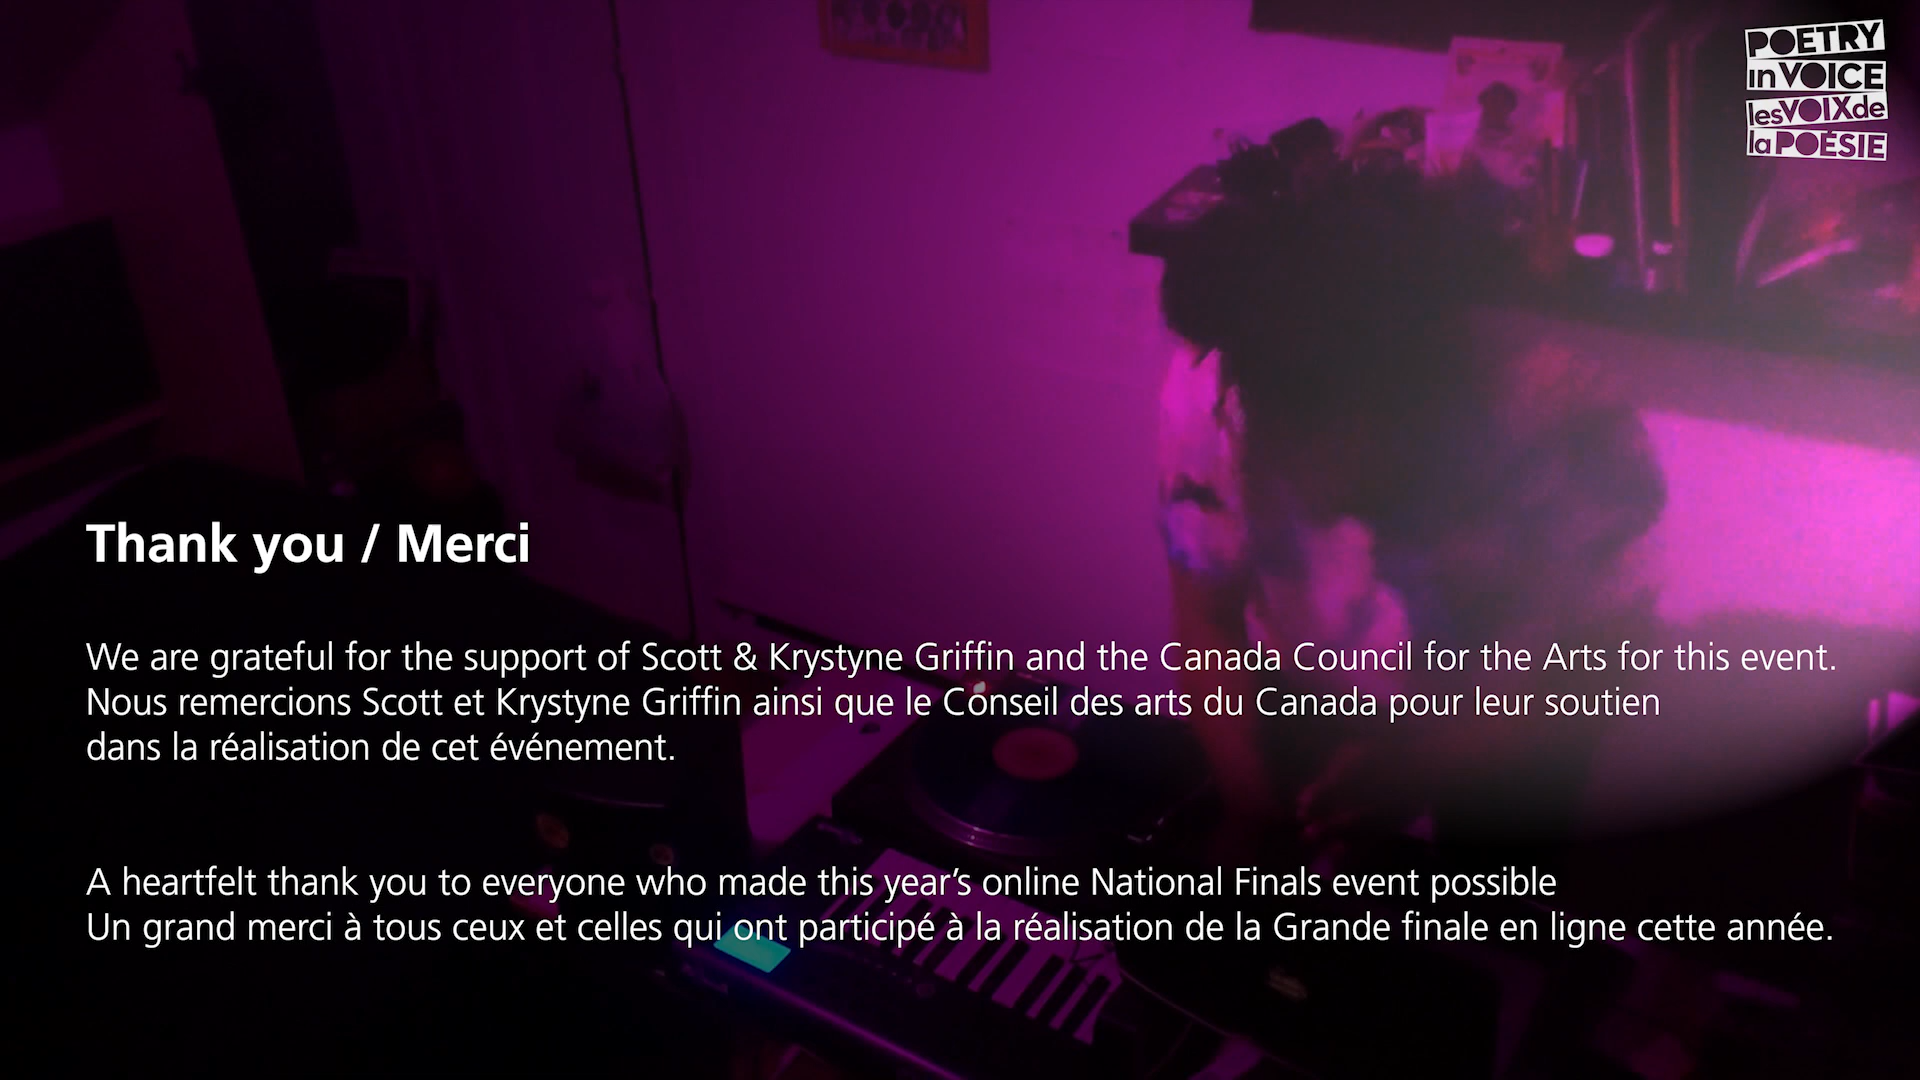 POETRY
in VOICE
les VOIX de
la POÉSIE
Thank you / Merci
We are grateful for the support of Scott & Krystyne Griffin and the Canada Council for the Arts for this event.
Nous remercions Scott et Krystyne Griffin ainsi que le Conseil des arts du Canada pour leur soutien
dans la réalisation de cet événement.
A heartfelt thank you to everyone who made this year’s online National Finals event possible
Un grand merci à tous ceux et celles qui ont participé à la réalisation de la Grande finale en ligne cette année.